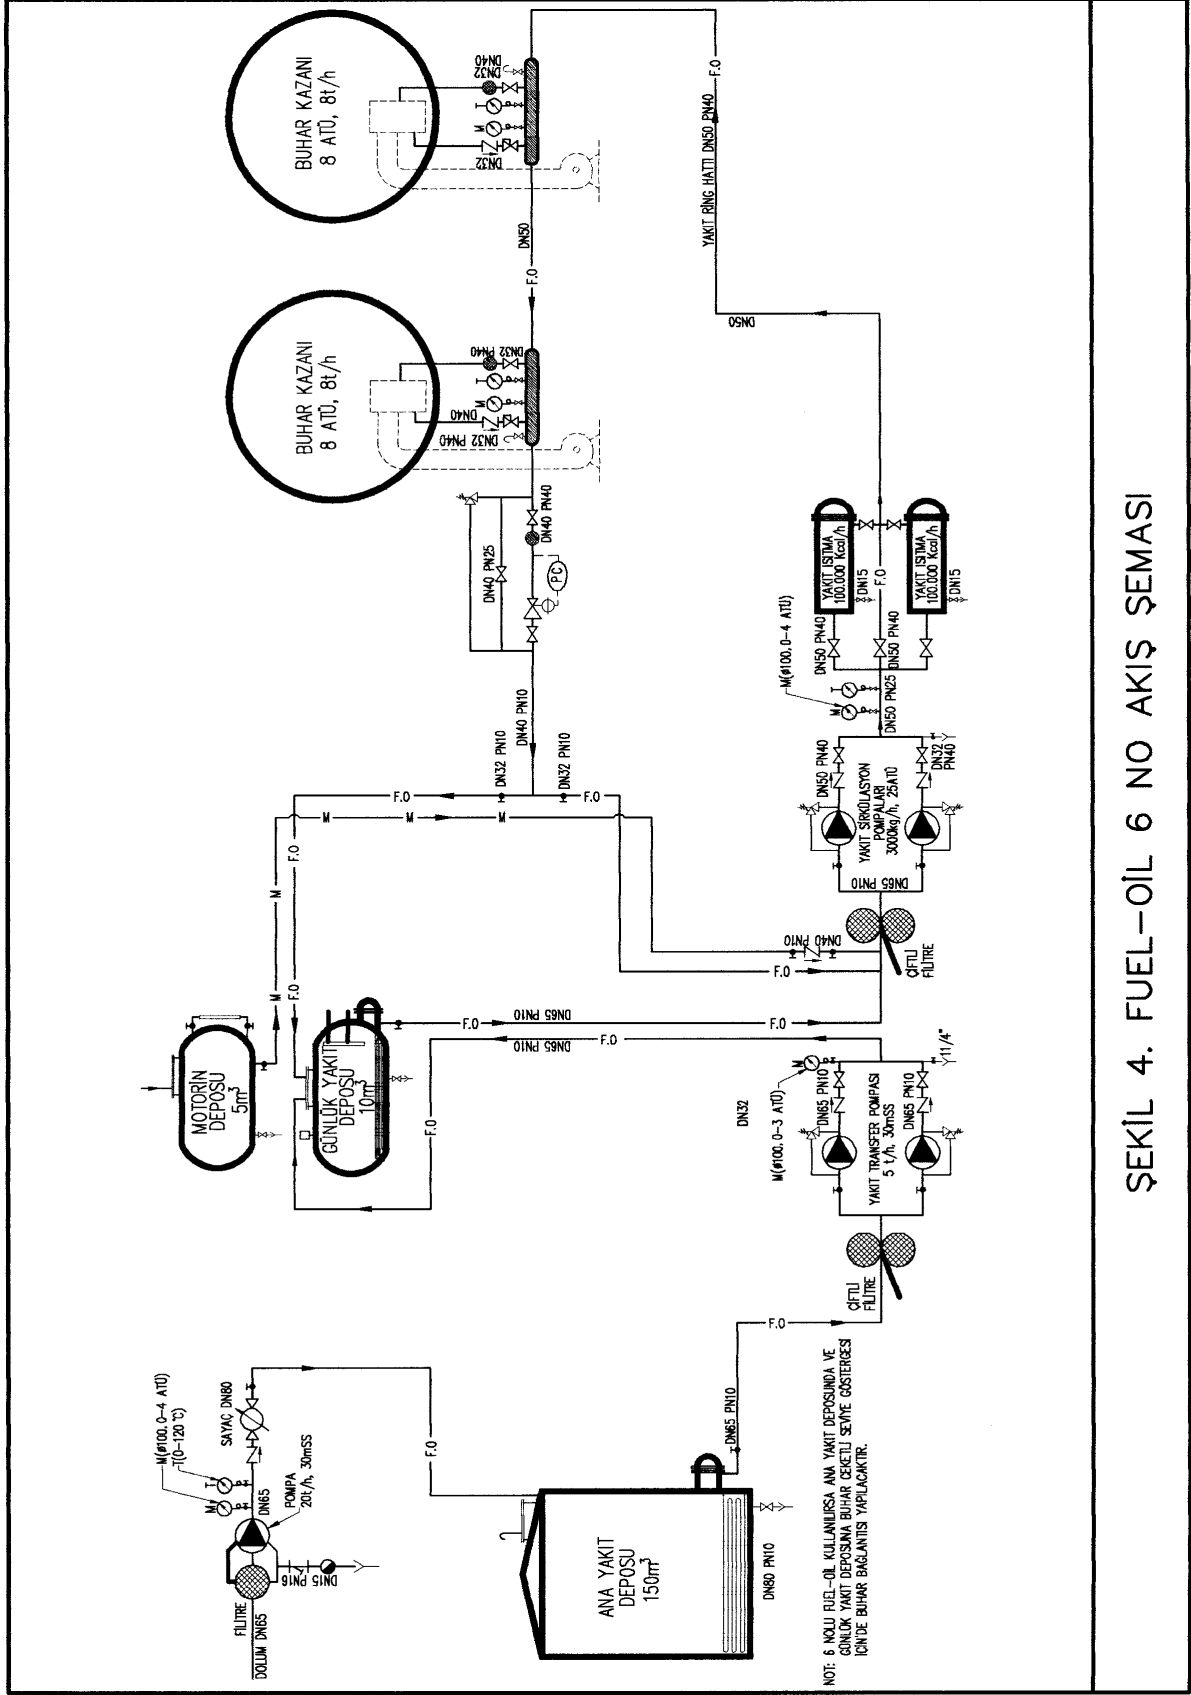 BUHAR KAZANI
8 ATÜ, 8t/h
BUHAR KAZANI
8 ATÜ, 8t/h
DN40
DN32
T
M
DN32
DN50
F.O
DN32 PN40
T
M
DN40
DN32 PN40
F.O
YAKIT RİNG HATTI DN50 PN40
DN50
DN40 PN25
DN40 PN40
PC
DN40 PN10
DN32 PN10
DN32 PN10
F.O
F.O
M
M
M
F.O
M
F.O
M
MOTORİN
DEPOSU
5m³
GÜNLÜK YAKIT
DEPOSU
10m³
YAKIT ISITMA
100.000 Kcal/h
DN15
F.O
YAKIT ISITMA
100.000 Kcal/h
DN15
DN50 PN40
DN50 PN40
M(ø100,0-4 ATÜ)
T
M
DN50 PN25
DN50 PN40
DN32
PN40
YAKIT SİRKÜLASYON
POMPALARI
3000kg/h, 25ATÜ
DN65 PN10
DN40 PN10
F.O
ÇİFTLİ
FİLİTRE
F.O
DN65 PN10
F.O
DN65 PN10
F.O
F.O
11/4"
M
DN65 PN10
DN65 PN10
DN32
M(ø100,0-3 ATÜ)
YAKIT TRANSFER POMPASI
5 t/h, 30mSS
ÇİFTLİ
FİLİTRE
F.O
DN65 PN10
M(ø100,0-4 ATÜ)
T(0-120 °C)
SAYAÇ DN80
T
M
DN65
POMPA
20t/h, 30mSS
DN15 PN16
FİLİTRE
DOLUM DN65
F.O
ANA YAKIT
DEPOSU
150m³
DN80 PN10
NOT: 6 NOLU FUEL-OİL KULLANILIRSA ANA YAKIT DEPOSUNDA VE
GÜNLÜK YAKIT DEPOSUNA BUHAR CEKETLİ SEVİYE GÖSTERGESİ
İÇİN'DE BUHAR BAĞLANTISI YAPILACAKTIR.
ŞEKİL 4. FUEL-OİL 6 NO AKIŞ ŞEMASI